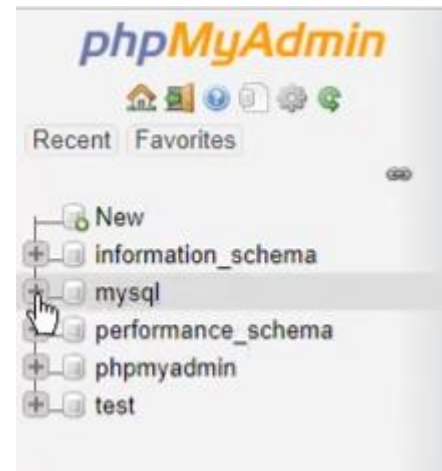 phpMyAdmin
Recent Favorites
New
information_schema
mysql
performance_schema
phpmyadmin
test